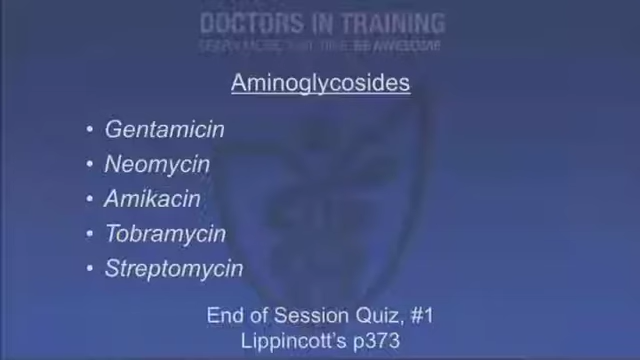 DOCTORS IN TRAINING
Aminoglycosides
• Gentamicin
• Neomycin
• Amikacin
• Tobramycin
• Streptomycin
End of Session Quiz, #1
Lippincott's p373